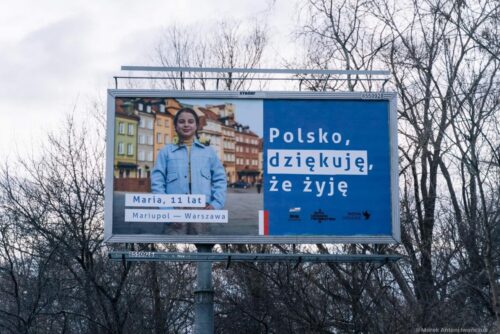 Polsko,
dziękuję,
że żyję
Maria, 11 lat
Mariupol — Warszawa